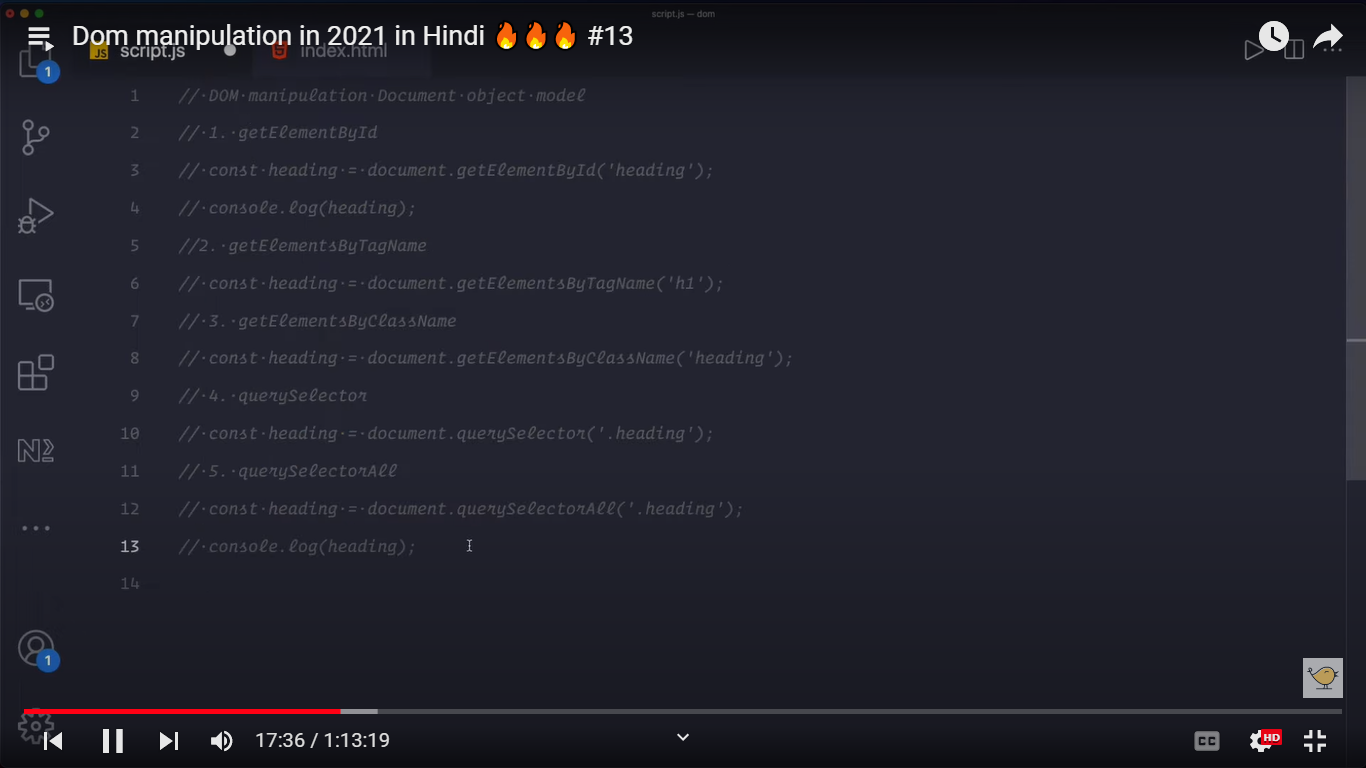 script.js — dom
Dom manipulation in 2021 in Hindi 🔥🔥🔥 #13
JS script.js index.html
1
1 // DOM manipulation Document object model
2 // 1. getElementById
3 // const heading = document.getElementById('heading');
4 // console.log(heading);
5 //2. getElementsByTagName
6 // const heading = document.getElementsByTagName('h1');
7 // 3. getElementsByClassName
8 // const heading = document.getElementsByClassName('heading');
9 // 4. querySelector
10 // const heading = document.querySelector('.heading');
11 // 5. querySelectorAll
12 // const heading = document.querySelectorAll('.heading');
13 // console.log(heading);
14
1
17:36 / 1:13:19
CC
HD